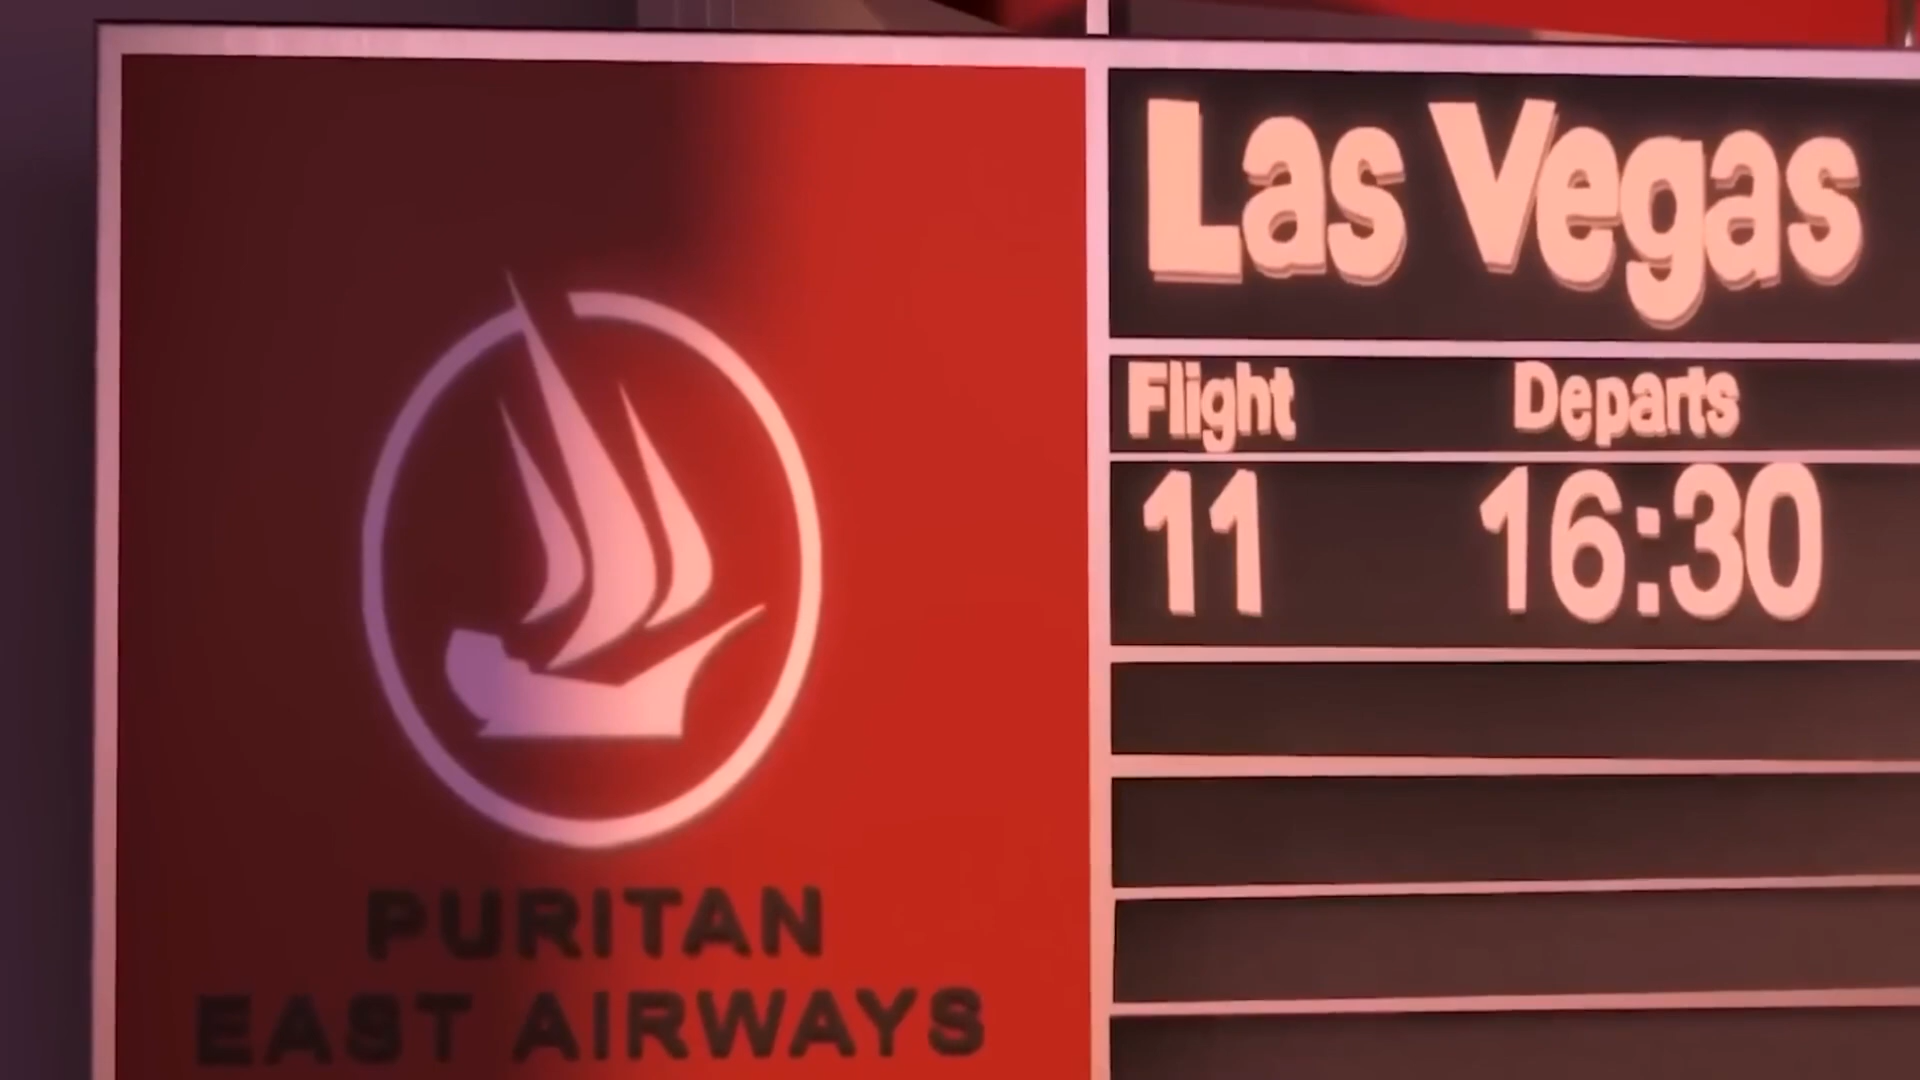 Las Vegas
Flight Departs
11 16:30
PURITAN
EAST AIRWAYS